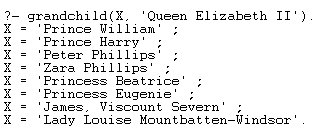 ?- grandchild(X, 'Queen Elizabeth II').
X = 'Prince William' ;
X = 'Prince Harry' ;
X = 'Peter Phillips' ;
X = 'Zara Phillips' ;
X = 'Princess Beatrice' ;
X = 'Princess Eugenie' ;
X = 'James, Viscount Severn' ;
X = 'Lady Louise Mountbatten-Windsor'.